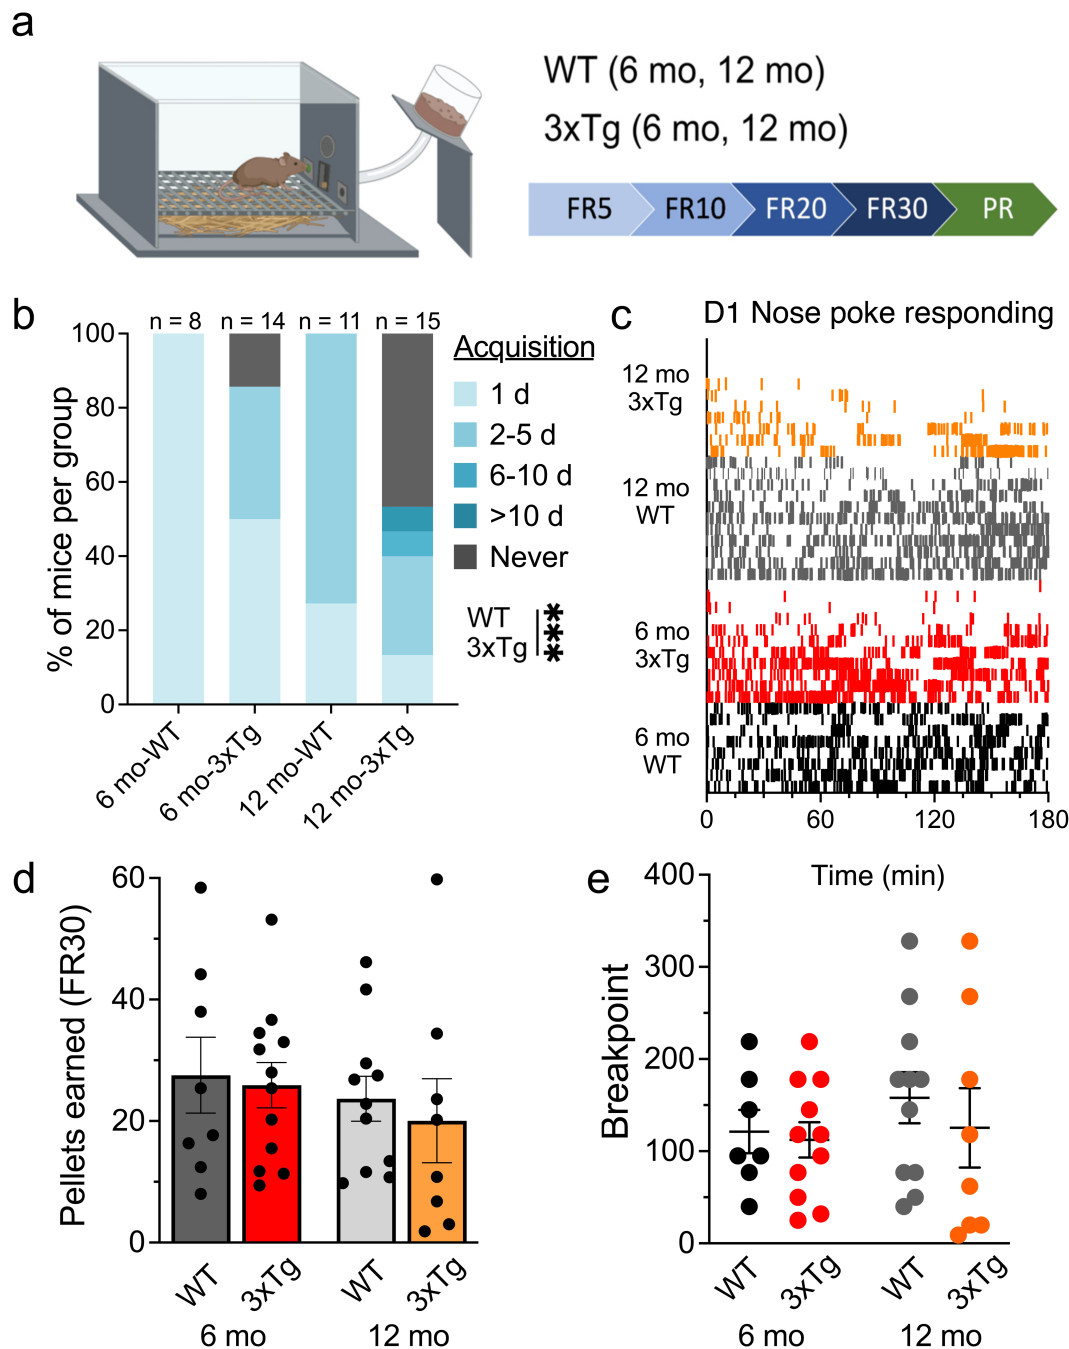 a
WT (6 mo, 12 mo)
3xTg (6 mo, 12 mo)
FR5 FR10 FR20 FR30 PR
b
n = 8 n = 14 n = 11 n = 15
% of mice per group
100
80
60
40
20
0
6 mo-WT
6 mo-3xTg
12 mo-WT
12 mo-3xTg
Acquisition
1 d
2-5 d
6-10 d
>10 d
Never
WT
3xTg
***
c
D1 Nose poke responding
12 mo
3xTg
12 mo
WT
6 mo
3xTg
6 mo
WT
0 60 120 180
Time (min)
d
Pellets earned (FR30)
60
40
20
0
WT 3xTg WT 3xTg
6 mo 12 mo
e
Breakpoint
400
300
200
100
0
WT 3xTg WT 3xTg
6 mo 12 mo